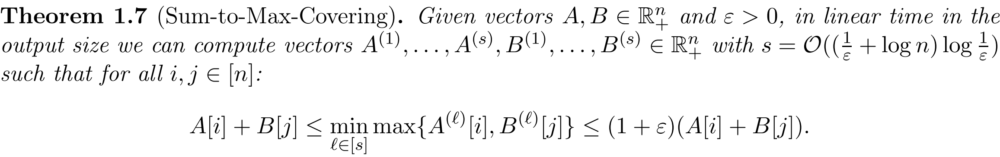 Theorem 1.7 (Sum-to-Max-Covering). Given vectors $A, B \in \mathbb{R}_+^n$ and $\varepsilon > 0$, in linear time in the
output size we can compute vectors $A^{(1)}, \ldots, A^{(s)}, B^{(1)}, \ldots, B^{(s)} \in \mathbb{R}_+^n$ with $s = \mathcal{O}((\frac{1}{\varepsilon} + \log n) \log \frac{1}{\varepsilon})$
such that for all $i, j \in [n]$:
$A[i] + B[j] \leq \min_{\ell \in [s]} \max\{A^{(\ell)}[i], B^{(\ell)}[j]\} \leq (1 + \varepsilon)(A[i] + B[j]).$